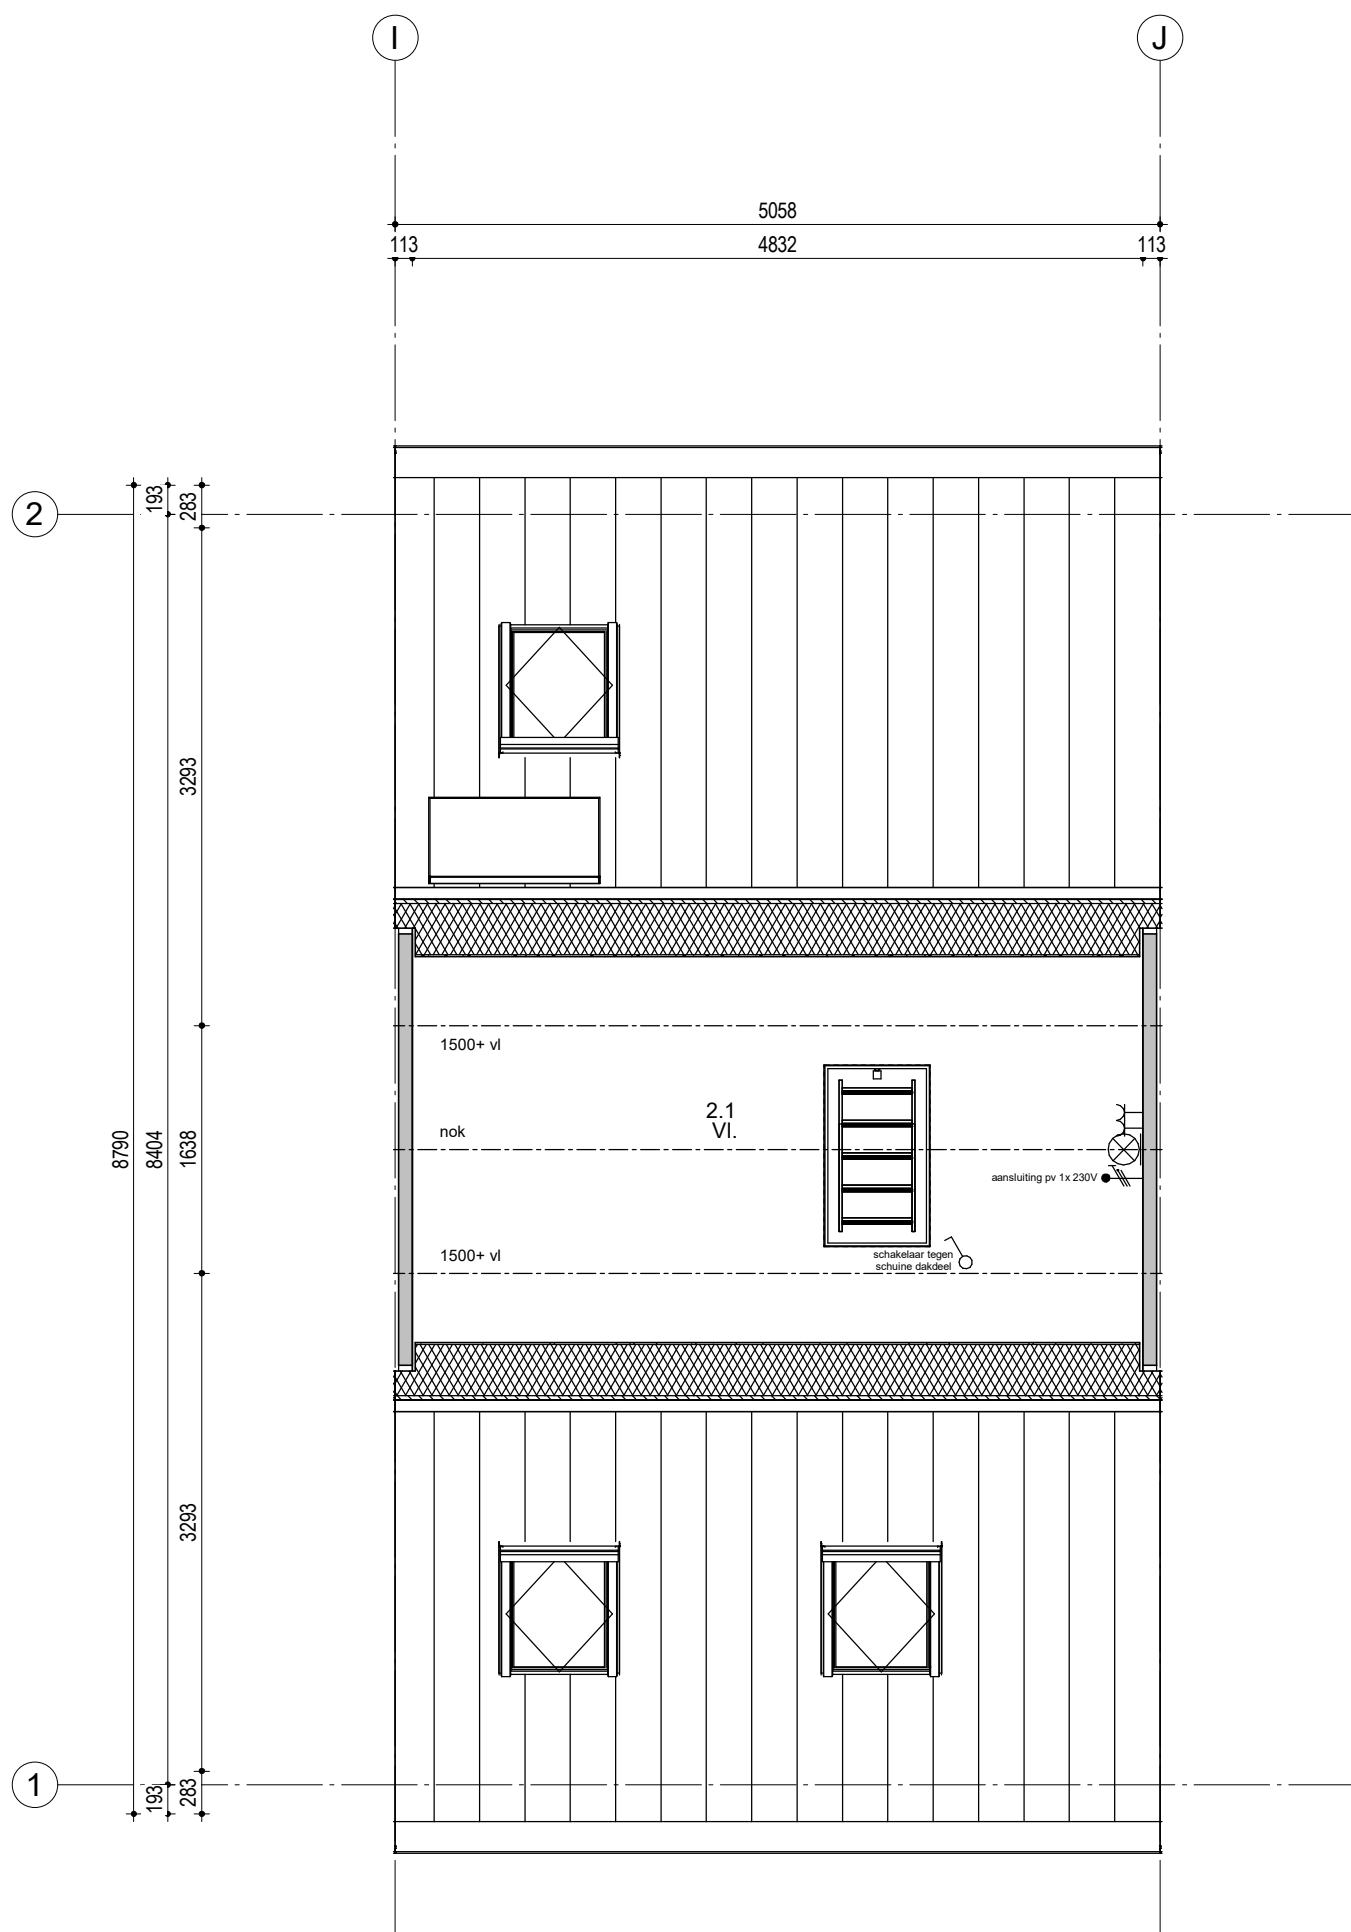 I
J
5058
113
4832
113
2
193
283
3293
1500+ vl
2.1
Vl.
nok
8790
8404
1638
aansluiting pv 1x 230V
1500+ vl
schakelaar tegen
schuine dakdeel
3293
1
193
283